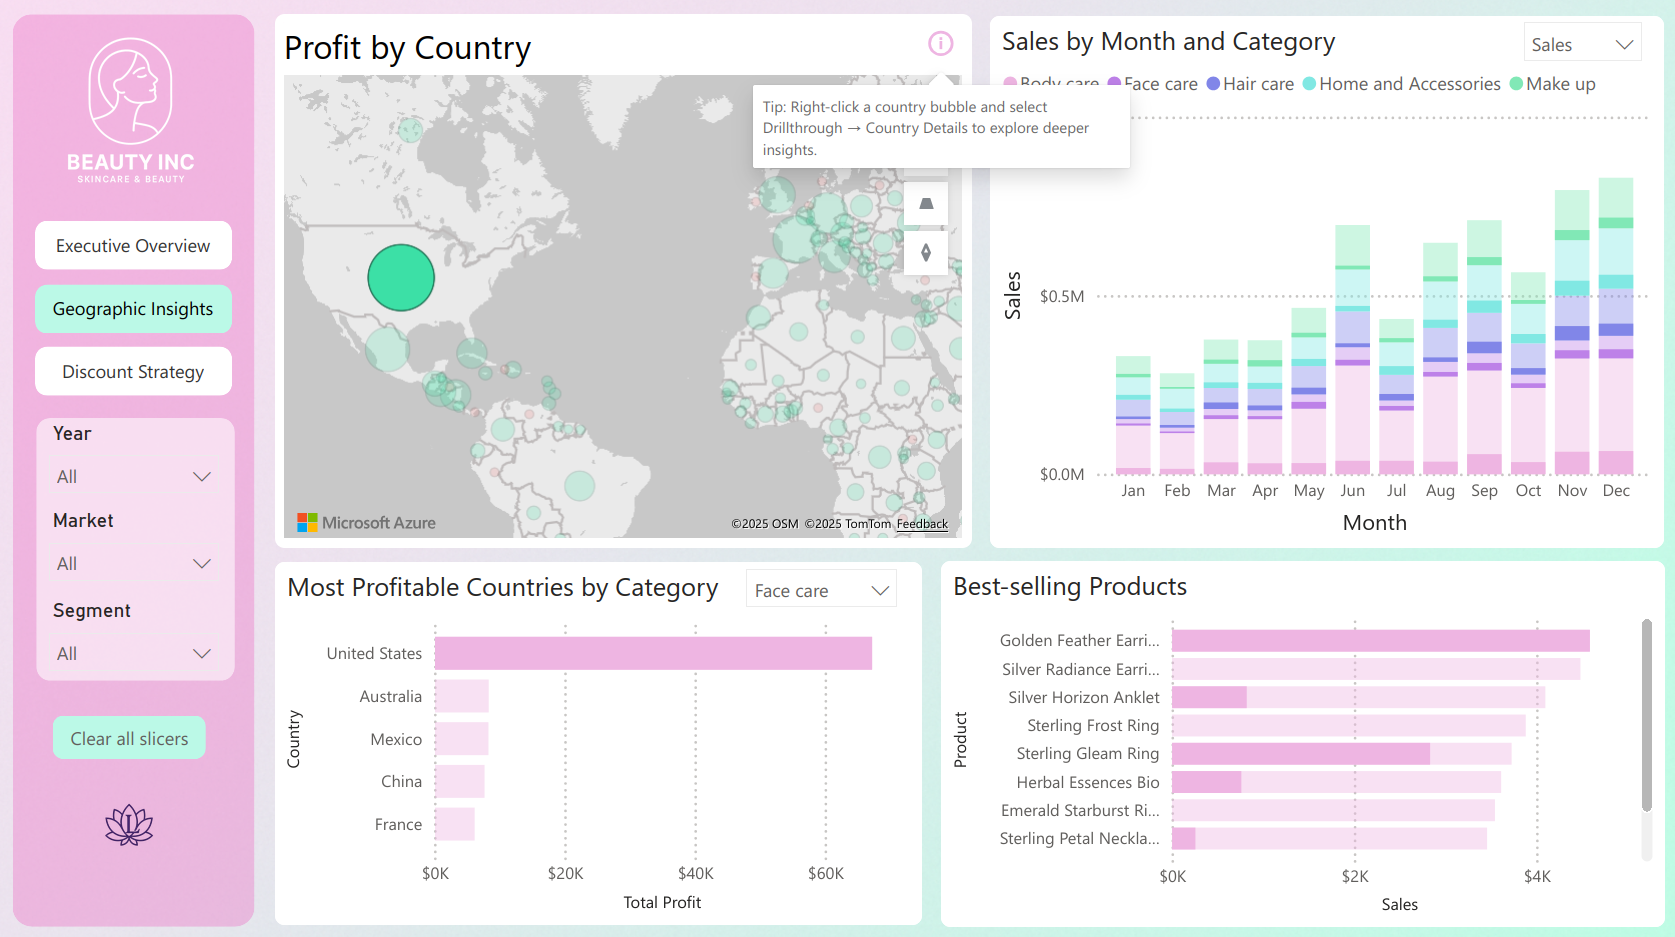 BEAUTY INC
SKINCARE & BEAUTY
Executive Overview
Geographic Insights
Discount Strategy
Year
All
Market
All
Segment
All
Clear all slicers
L
Profit by Country
Tip: Right-click a country bubble and select
Drillthrough → Country Details to explore deeper
insights.
Microsoft Azure
©2025 OSM ©2025 TomTom Feedback
Sales by Month and Category
Sales
Body care Face care Hair care Home and Accessories Make up
Sales
$0.5M
$0.0M
Jan Feb Mar Apr May Jun Jul Aug Sep Oct Nov Dec
Month
Most Profitable Countries by Category
Face care
Country
United States
Australia
Mexico
China
France
$0K $20K $40K $60K
Total Profit
Best-selling Products
Product
Golden Feather Earri...
Silver Radiance Earri...
Silver Horizon Anklet
Sterling Frost Ring
Sterling Gleam Ring
Herbal Essences Bio
Emerald Starburst Ri...
Sterling Petal Neckla...
$0K $2K $4K
Sales